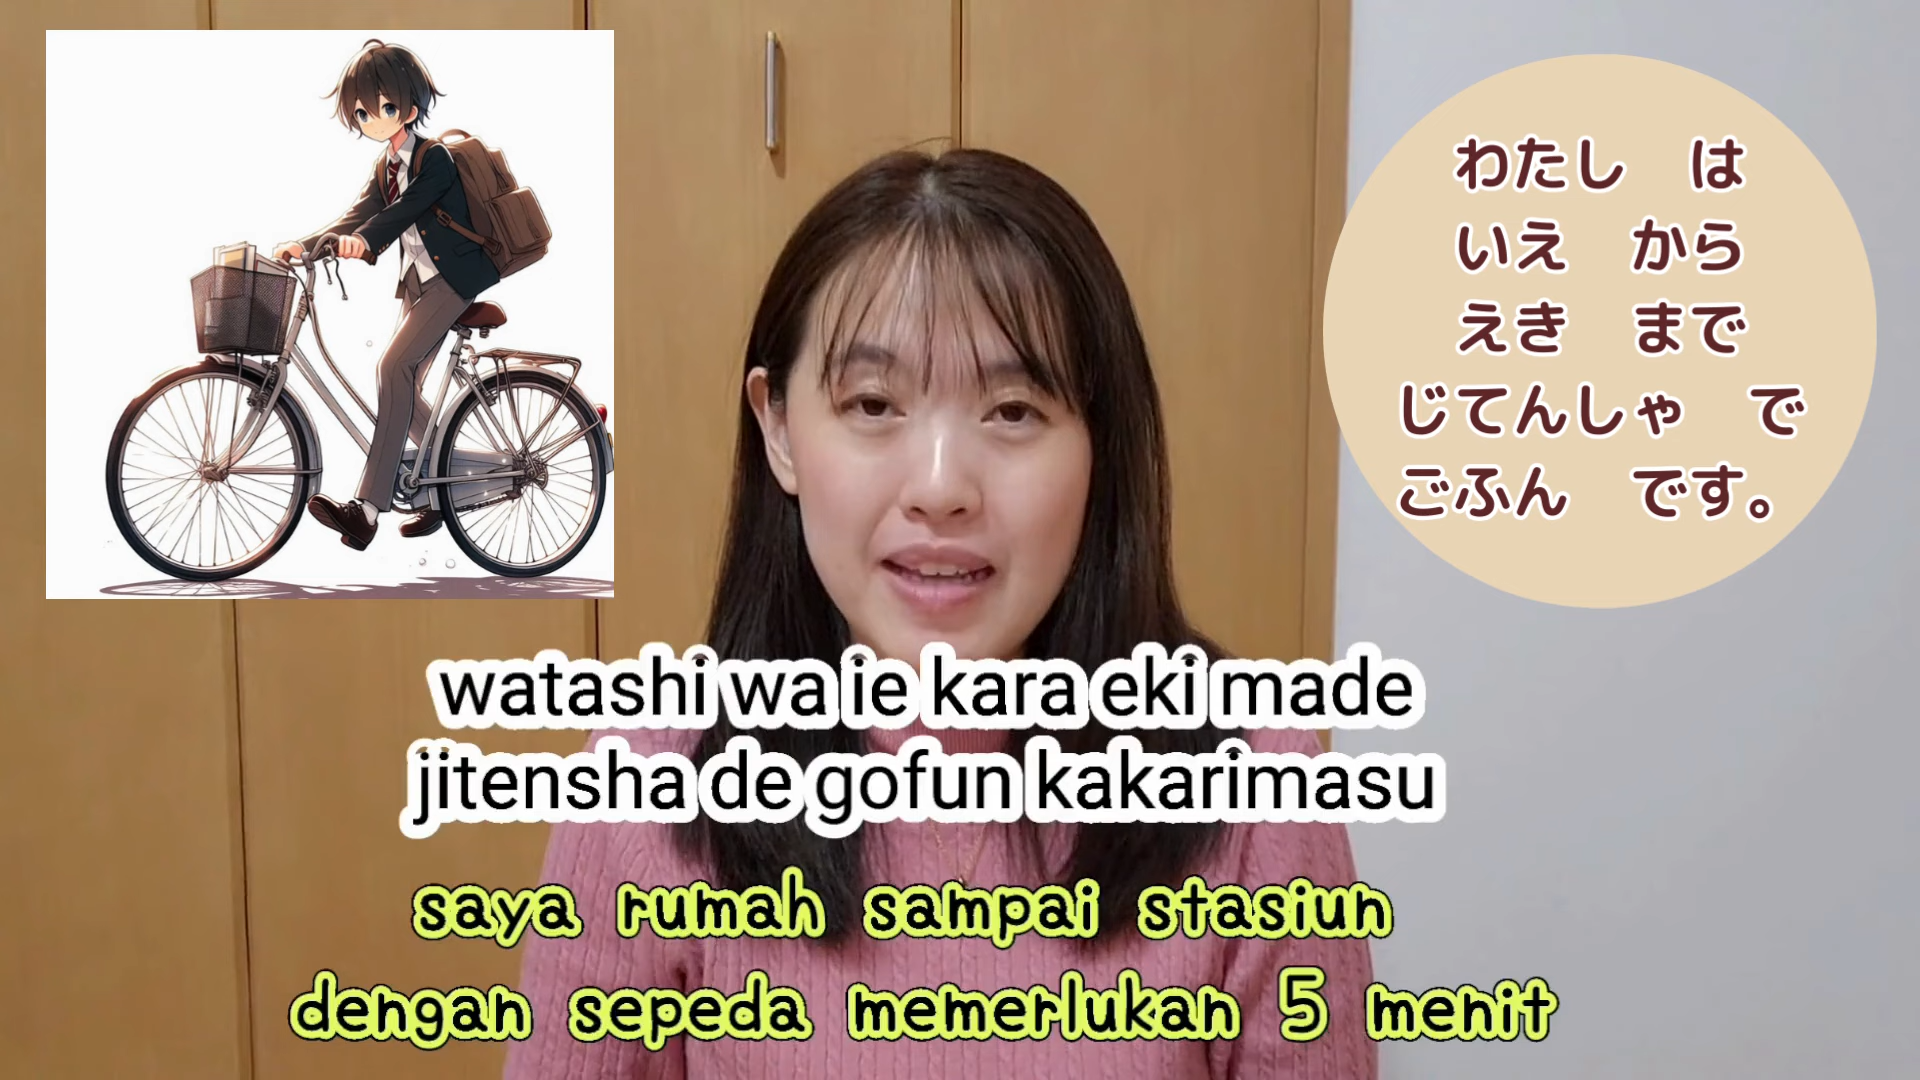 わたし　は
いえ　から
えき　まで
じてんしゃ　で
ごふん　です。
watashi wa ie kara eki made
jitensha de gofun kakarimasu
saya rumah sampai stasiun
dengan sepeda memerlukan 5 menit